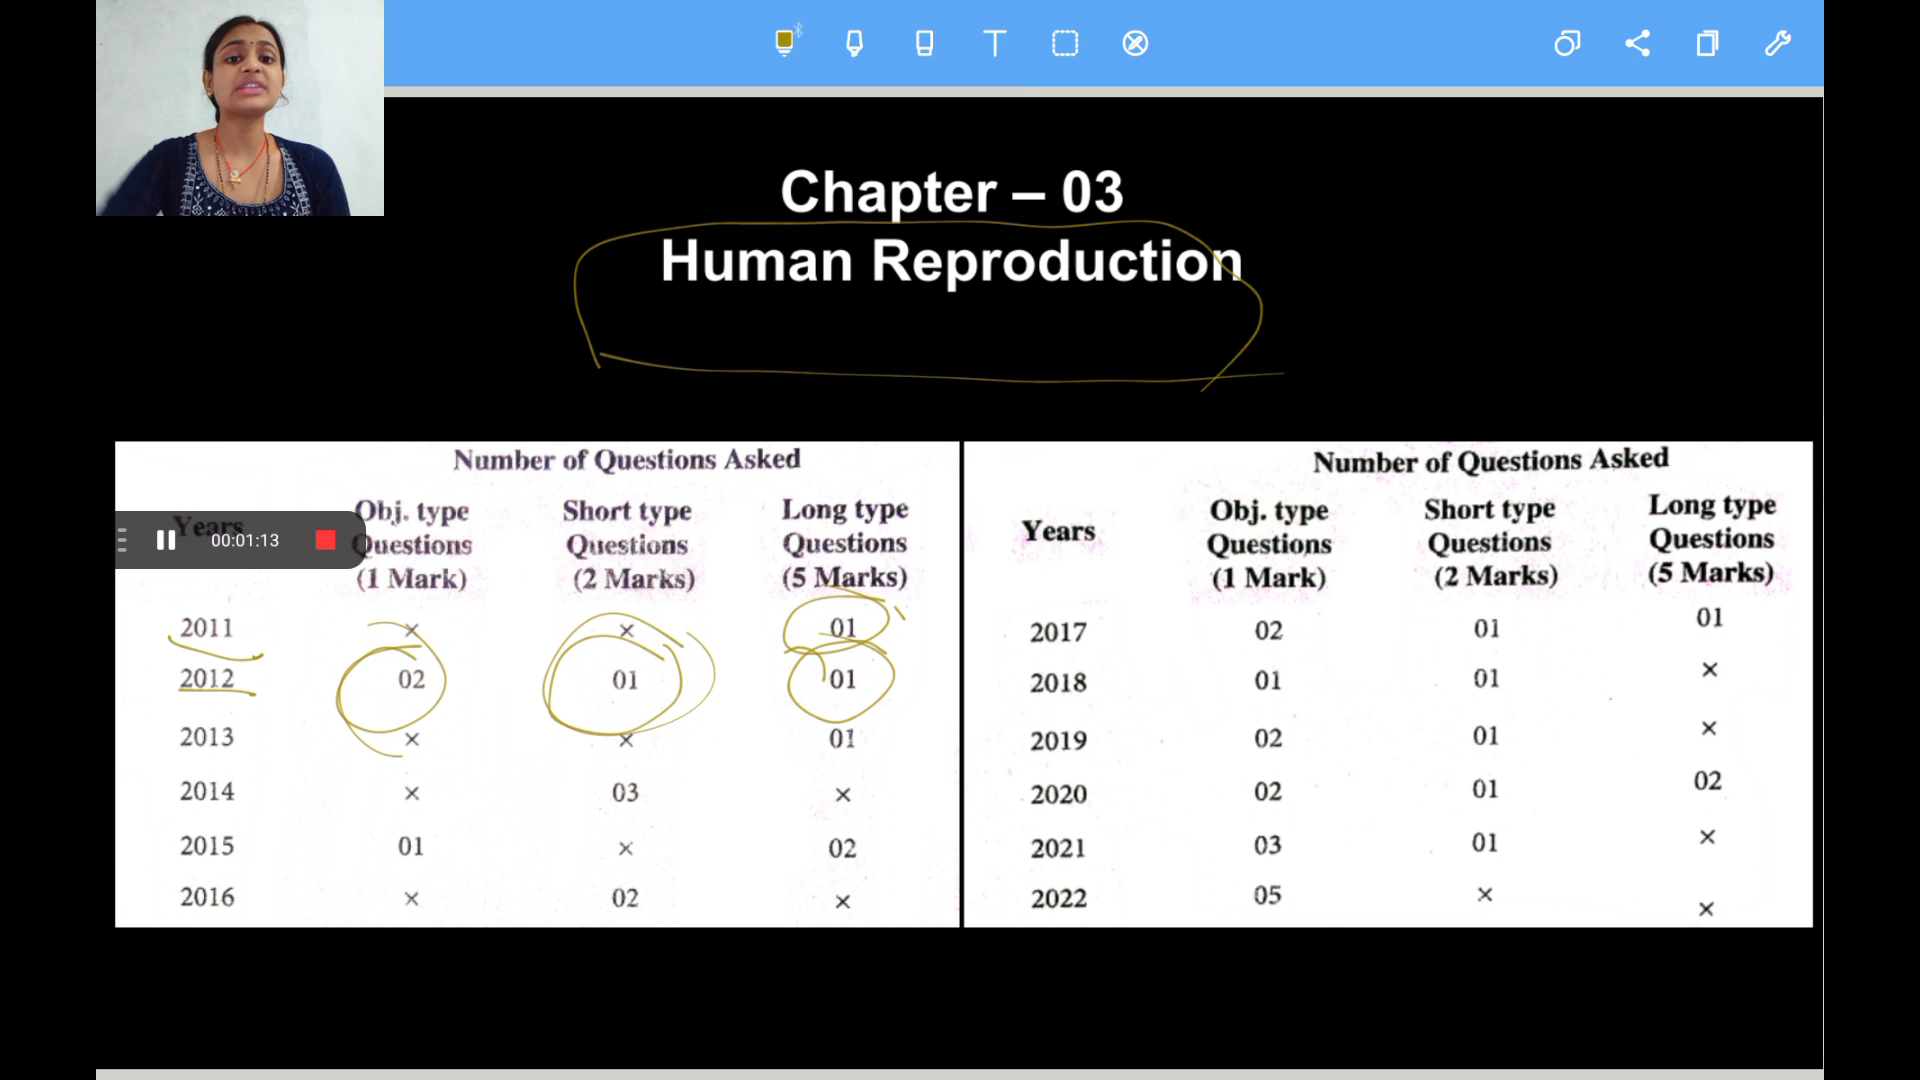 Chapter – 03
Human Reproduction
Number of Questions Asked
Years
Obj. type Questions (1 Mark)
Short type Questions (2 Marks)
Long type Questions (5 Marks)
00:01:13
2011 × × 01
2012 02 01 01
2013 × × 01
2014 × 03 ×
2015 01 × 02
2016 × 02 ×
Number of Questions Asked
Years
Obj. type Questions (1 Mark)
Short type Questions (2 Marks)
Long type Questions (5 Marks)
2017 02 01 01
2018 01 01 ×
2019 02 01 ×
2020 02 01 02
2021 03 01 ×
2022 05 × ×